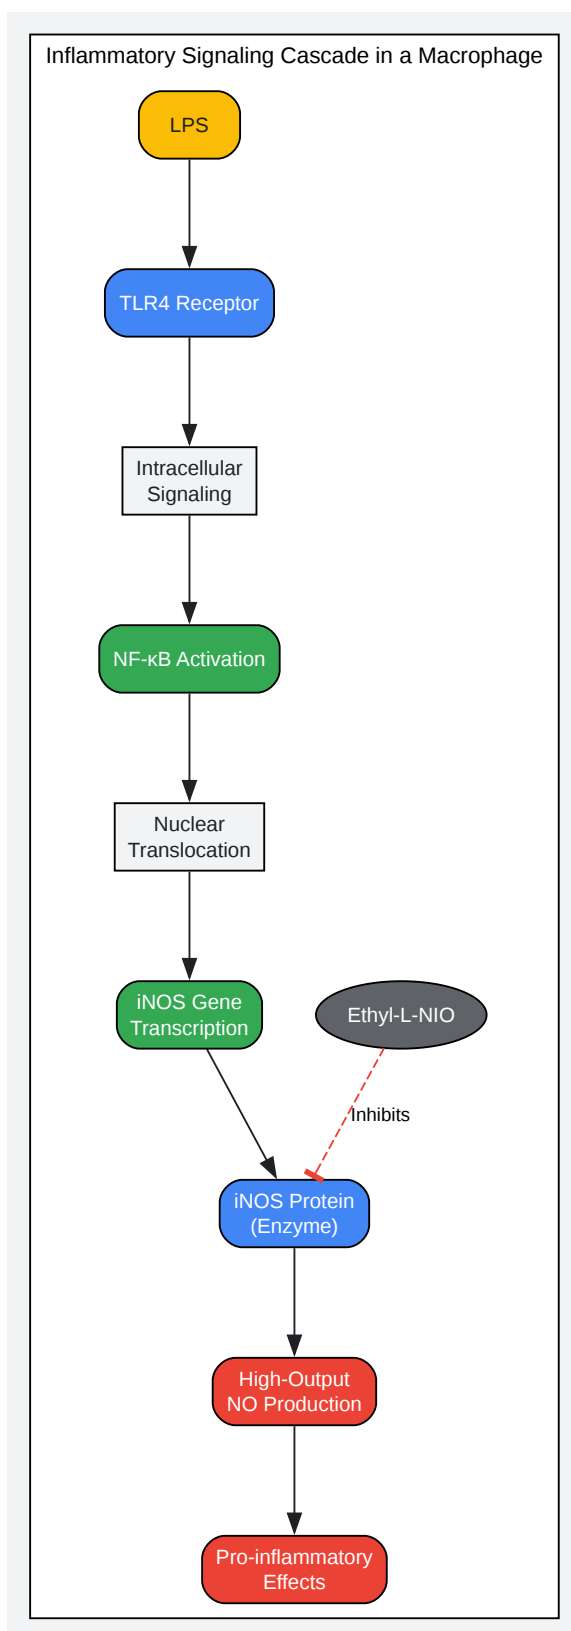 Inflammatory Signaling Cascade in a Macrophage
LPS
TLR4 Receptor
Intracellular
Signaling
NF-κB Activation
Nuclear
Translocation
iNOS Gene
Transcription
Ethyl-L-NIO
Inhibits
iNOS Protein
(Enzyme)
High-Output
NO Production
Pro-inflammatory
Effects